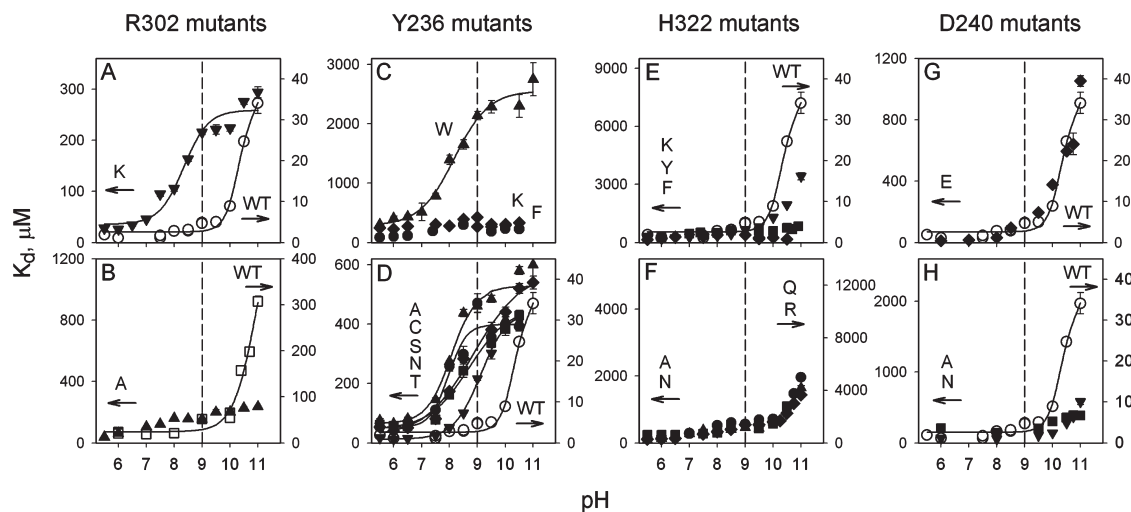 R302 mutants Y236 mutants H322 mutants D240 mutants
Kd, μM
A
300
200
100
0
40
30
20
10
0
K
WT
B
1200
800
400
0
400
300
200
100
0
WT
A
6 7 8 9 10 11
C
3000
2000
1000
0
W
K
F
D
600
400
200
0
40
30
20
10
0
A
C
S
N
T
WT
6 7 8 9 10 11
E
9000
6000
3000
0
40
30
20
10
0
WT
K
Y
F
F
4000
2000
0
12000
8000
4000
0
Q
R
A
N
6 7 8 9 10 11
G
1200
800
400
0
40
30
20
10
0
E
WT
H
2000
1000
0
40
30
20
10
0
WT
A
N
6 7 8 9 10 11
pH